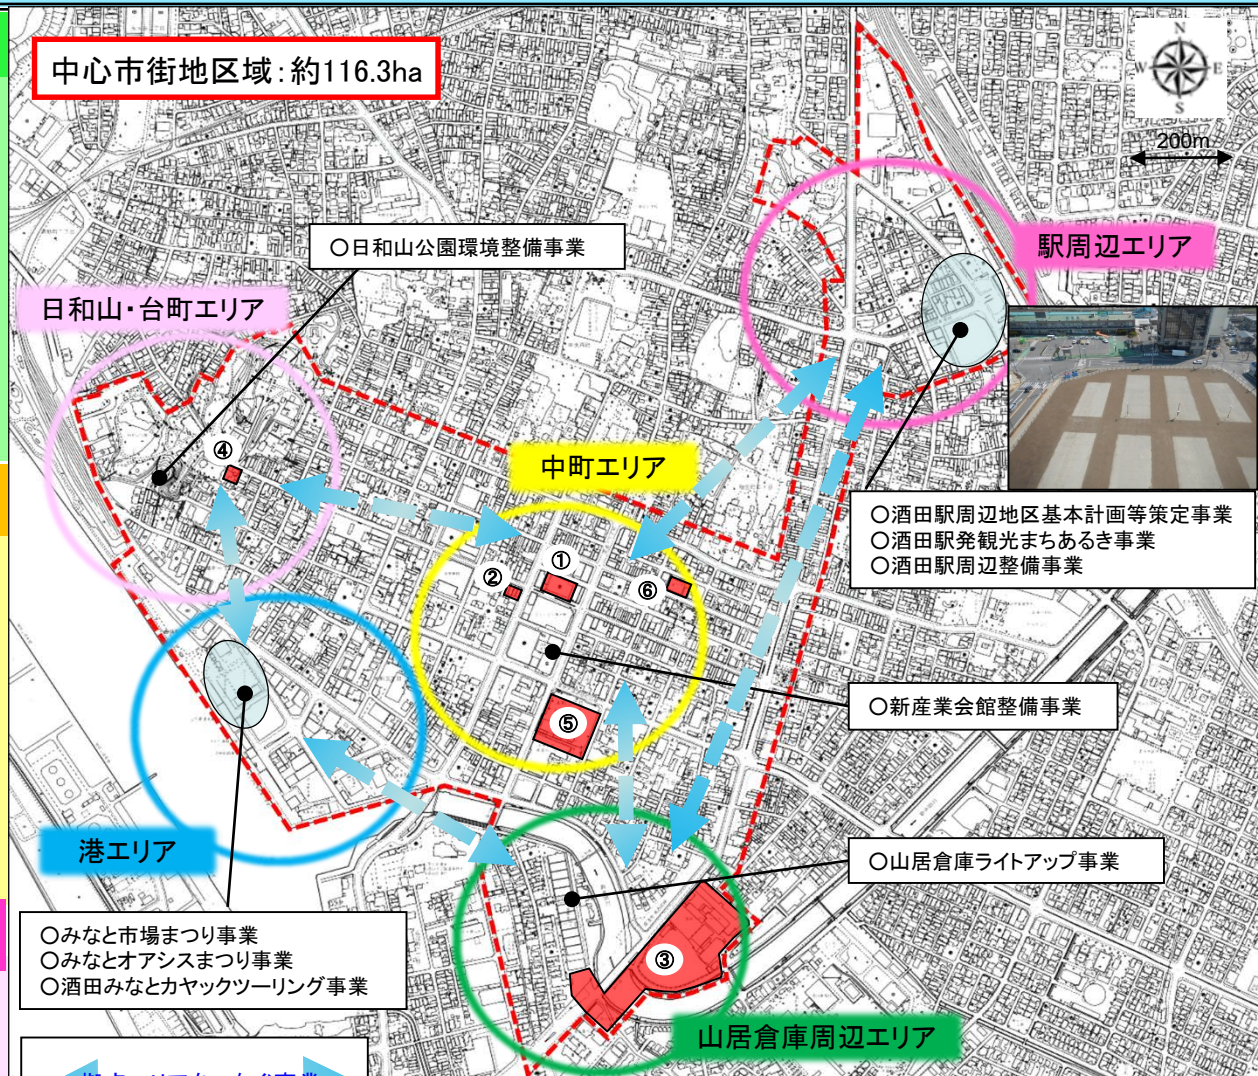 中心市街地区域：約116.3ha
N
W
E
S
200m
○日和山公園環境整備事業
駅周辺エリア
日和山・台町エリア
④
中町エリア
○酒田駅周辺地区基本計画等策定事業
○酒田駅発観光まちあるき事業
○酒田駅周辺整備事業
①
②
⑥
○新産業会館整備事業
⑤
港エリア
○山居倉庫ライトアップ事業
○みなと市場まつり事業
○みなとオアシスまつり事業
○酒田みなとカヤックツーリング事業
③
山居倉庫周辺エリア